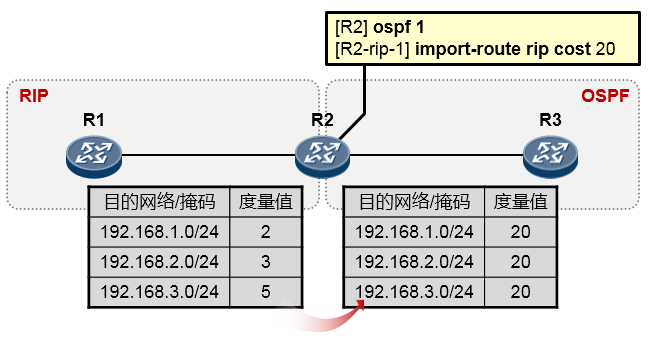 [R2] ospf 1
[R2-rip-1] import-route rip cost 20
RIP
OSPF
R1
R2
R3
目的网络/掩码 度量值
192.168.1.0/24 2
192.168.2.0/24 3
192.168.3.0/24 5
目的网络/掩码 度量值
192.168.1.0/24 20
192.168.2.0/24 20
192.168.3.0/24 20